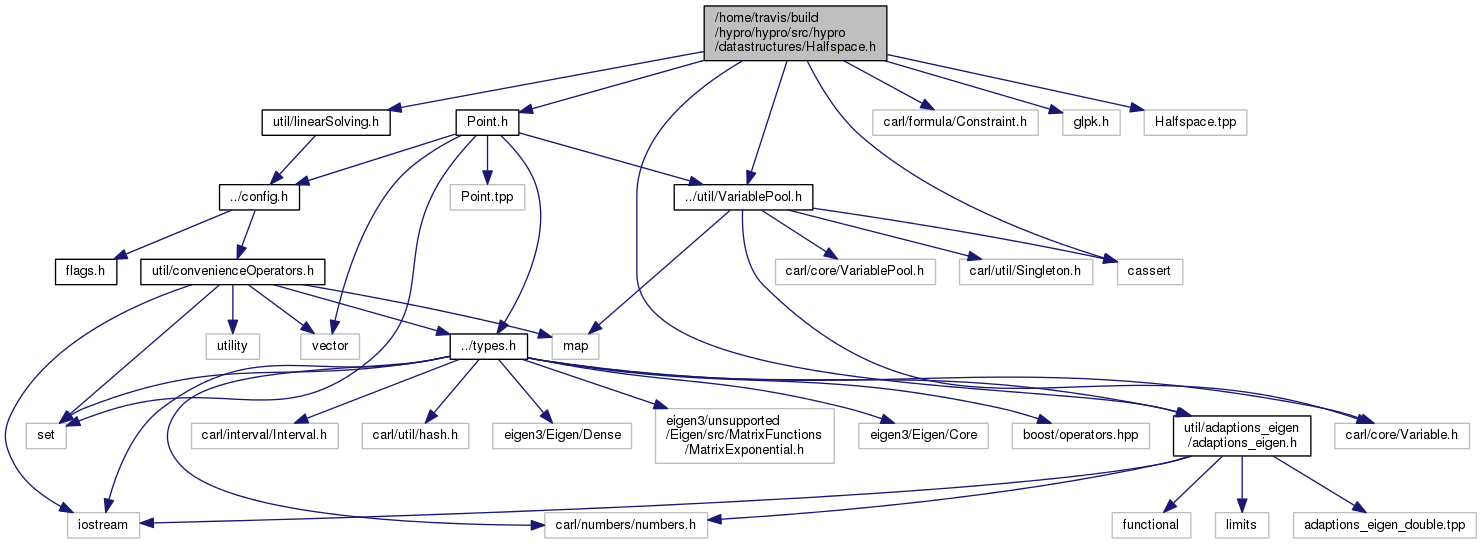 /home/travis/build
/hypro/hypro/src/hypro
/datastructures/Halfspace.h
util/linearSolving.h
Point.h
carl/formula/Constraint.h
glpk.h
Halfspace.tpp
../config.h
Point.tpp
../util/VariablePool.h
flags.h
util/convenienceOperators.h
carl/core/VariablePool.h
carl/util/Singleton.h
cassert
utility
vector
../types.h
map
set
carl/interval/Interval.h
carl/util/hash.h
eigen3/Eigen/Dense
eigen3/unsupported
/Eigen/src/MatrixFunctions
/MatrixExponential.h
eigen3/Eigen/Core
boost/operators.hpp
util/adaptions_eigen
/adaptions_eigen.h
carl/core/Variable.h
iostream
carl/numbers/numbers.h
functional
limits
adaptions_eigen_double.tpp